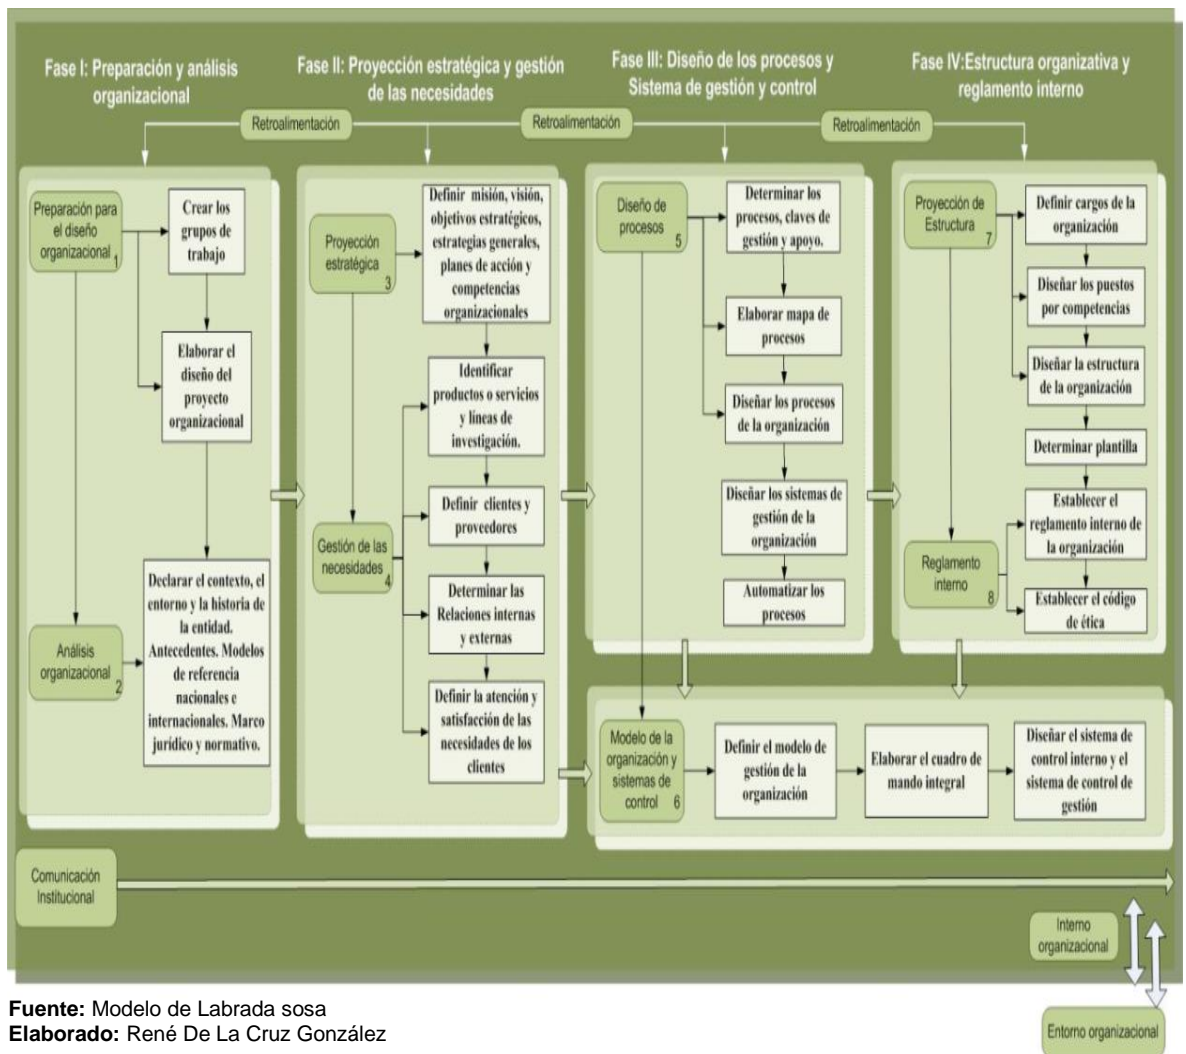 Fase I: Preparación y análisis
organizacional
Fase II: Proyección estratégica y gestión
de las necesidades
Fase III: Diseño de los procesos y
Sistema de gestión y control
Fase IV:Estructura organizativa y
reglamento interno
Retroalimentación
Retroalimentación
Retroalimentación
Preparación para
el diseño
organizacional
1
Crear los
grupos de
trabajo
Elaborar el
diseño del
proyecto
organizacional
Análisis
organizacional
2
Declarar el contexto, el
entorno y la historia de
la entidad.
Antecedentes. Modelos
de referencia
nacionales e
internacionales. Marco
jurídico y normativo.
Proyección
estratégica
3
Definir misión, visión,
objetivos estratégicos,
estrategias generales,
planes de acción y
competencias
organizacionales
Identificar
productos o servicios
y líneas de
investigación.
Gestión de las
necesidades
4
Definir clientes y
proveedores
Determinar las
Relaciones internas
y externas
Definir la atención y
satisfacción de las
necesidades de los
clientes
Diseño de
procesos
5
Determinar los
procesos, claves de
gestión y apoyo.
Elaborar mapa de
procesos
Diseñar los procesos
de la organización
Diseñar los sistemas de
gestión de la
organización
Automatizar los
procesos
Proyección de
Estructura
7
Definir cargos de la
organización
Diseñar los puestos
por competencias
Diseñar la estructura
de la organización
Determinar plantilla
Reglamento
interno
8
Establecer el
reglamento interno de
la organización
Establecer el código
de ética
Modelo de la
organización y
sistemas de
control
6
Definir el modelo de
gestión de la
organización
Elaborar el cuadro de
mando integral
Diseñar el sistema de
control interno y el
sistema de control de
gestión
Comunicación
Institucional
Interno
organizacional
Entorno organizacional
Fuente: Modelo de Labrada sosa
Elaborado: René De La Cruz González